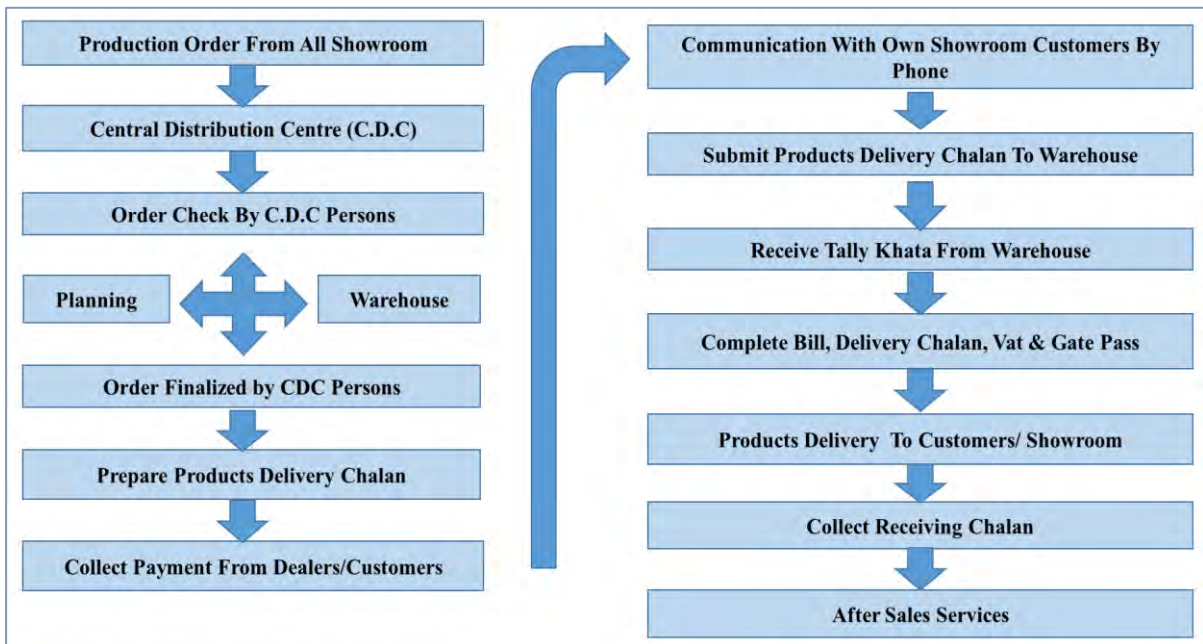 Production Order From All Showroom
Central Distribution Centre (C.D.C)
Order Check By C.D.C Persons
Planning
Warehouse
Order Finalized by CDC Persons
Prepare Products Delivery Chalan
Collect Payment From Dealers/Customers
Communication With Own Showroom Customers By
Phone
Submit Products Delivery Chalan To Warehouse
Receive Tally Khata From Warehouse
Complete Bill, Delivery Chalan, Vat & Gate Pass
Products Delivery To Customers/ Showroom
Collect Receiving Chalan
After Sales Services